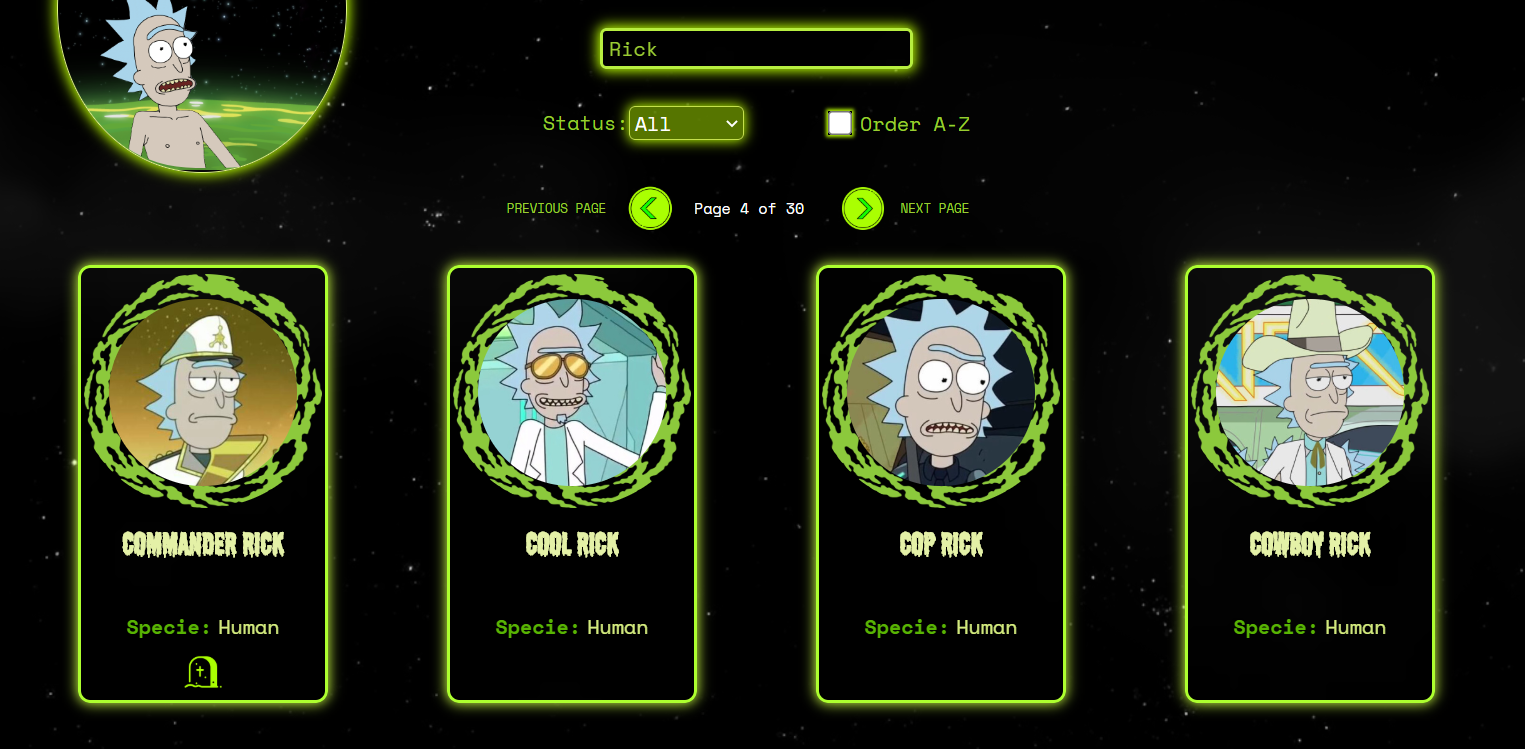 Rick
Status: All Order A-Z
PREVIOUS PAGE Page 4 of 30 NEXT PAGE
COMMANDER RICK COOL RICK COP RICK COWBOY RICK
Specie: Human Specie: Human Specie: Human Specie: Human